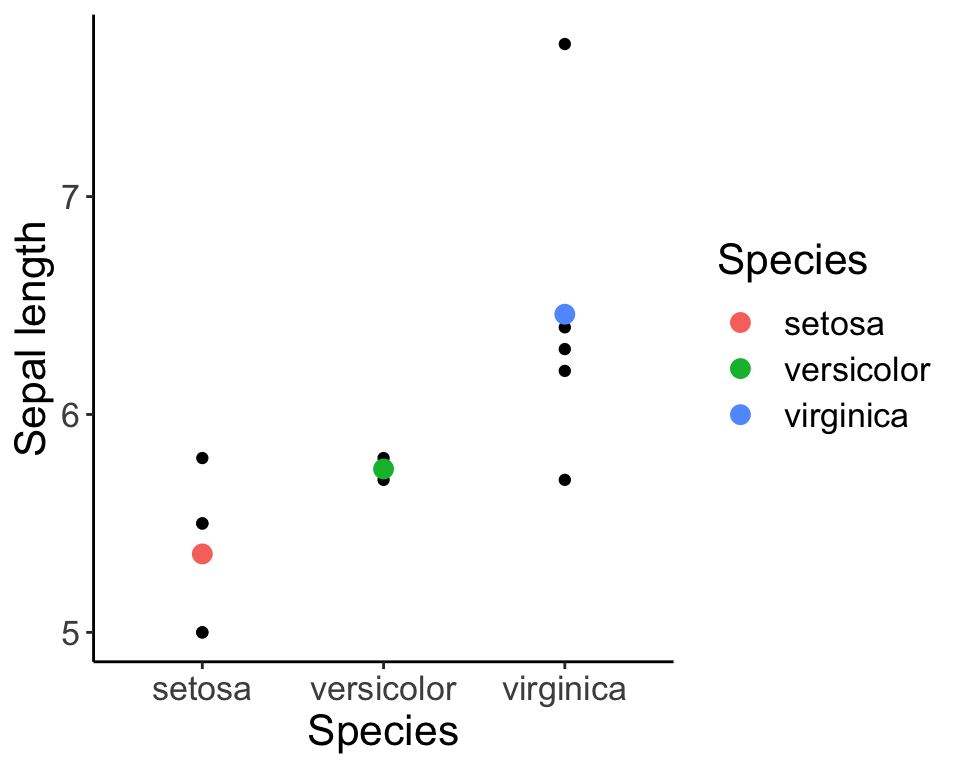 Sepal length
7
6
5
setosa
versicolor
virginica
Species
Species
setosa
versicolor
virginica